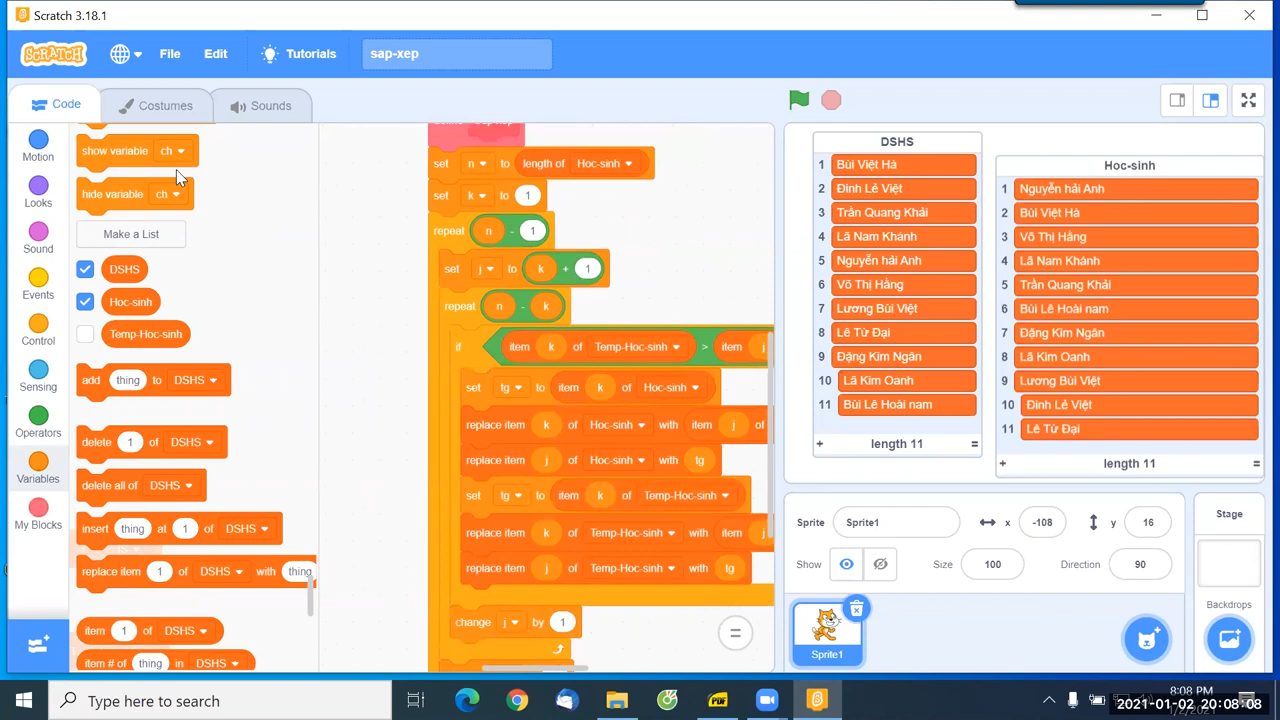 Scratch 3.18.1
SCRATCH File Edit Tutorials sap-xep
Code Costumes Sounds
Motion
Looks
Sound
Events
Control
Sensing
Operators
Variables
My Blocks
show variable ch
hide variable ch
Make a List
DSHS
Hoc-sinh
Temp-Hoc-sinh
add thing to DSHS
delete 1 of DSHS
delete all of DSHS
insert thing at 1 of DSHS
replace item 1 of DSHS with thing
item 1 of DSHS
item # of thing in DSHS
set n to length of Hoc-sinh
set k to 1
repeat n - 1
set j to k + 1
repeat n - k
if item k of Temp-Hoc-sinh > item j
set tg to item k of Hoc-sinh
replace item k of Hoc-sinh with item j of
replace item j of Hoc-sinh with tg
set tg to item k of Temp-Hoc-sinh
replace item k of Temp-Hoc-sinh with item j
replace item j of Temp-Hoc-sinh with tg
change j by 1
DSHS
1 Bùi Việt Hà
2 Đinh Lê Việt
3 Trần Quang Khải
4 Lã Nam Khánh
5 Nguyễn hải Anh
6 Võ Thị Hằng
7 Lương Bùi Việt
8 Lê Từ Đại
9 Đặng Kim Ngân
10 Lã Kim Oanh
11 Bùi Lê Hoài nam
+ length 11 =
Hoc-sinh
1 Nguyễn hải Anh
2 Bùi Việt Hà
3 Võ Thị Hằng
4 Lã Nam Khánh
5 Trần Quang Khải
6 Bùi Lê Hoài nam
7 Đặng Kim Ngân
8 Lã Kim Oanh
9 Lương Bùi Việt
10 Đinh Lê Việt
11 Lê Từ Đại
+ length 11 =
Sprite Sprite1 x -108 y 16
Show Size 100 Direction 90
Sprite1
Stage
Backdrops
Type here to search
PDF
8:08 PM
2021-01-02 20:08:08